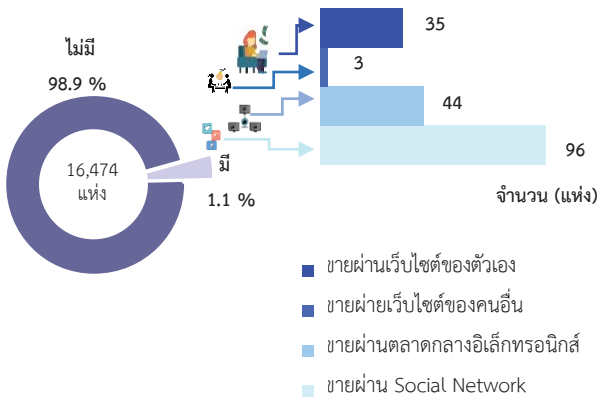 ไม่มี
98.9 %
16,474
แห่ง
มี
1.1 %
35
3
44
96
จำนวน (แห่ง)
ขายผ่านเว็บไซต์ของตัวเอง
ขายผ่ายเว็บไซต์ของคนอื่น
ขายผ่านตลาดกลางอิเล็กทรอนิกส์
ขายผ่าน Social Network